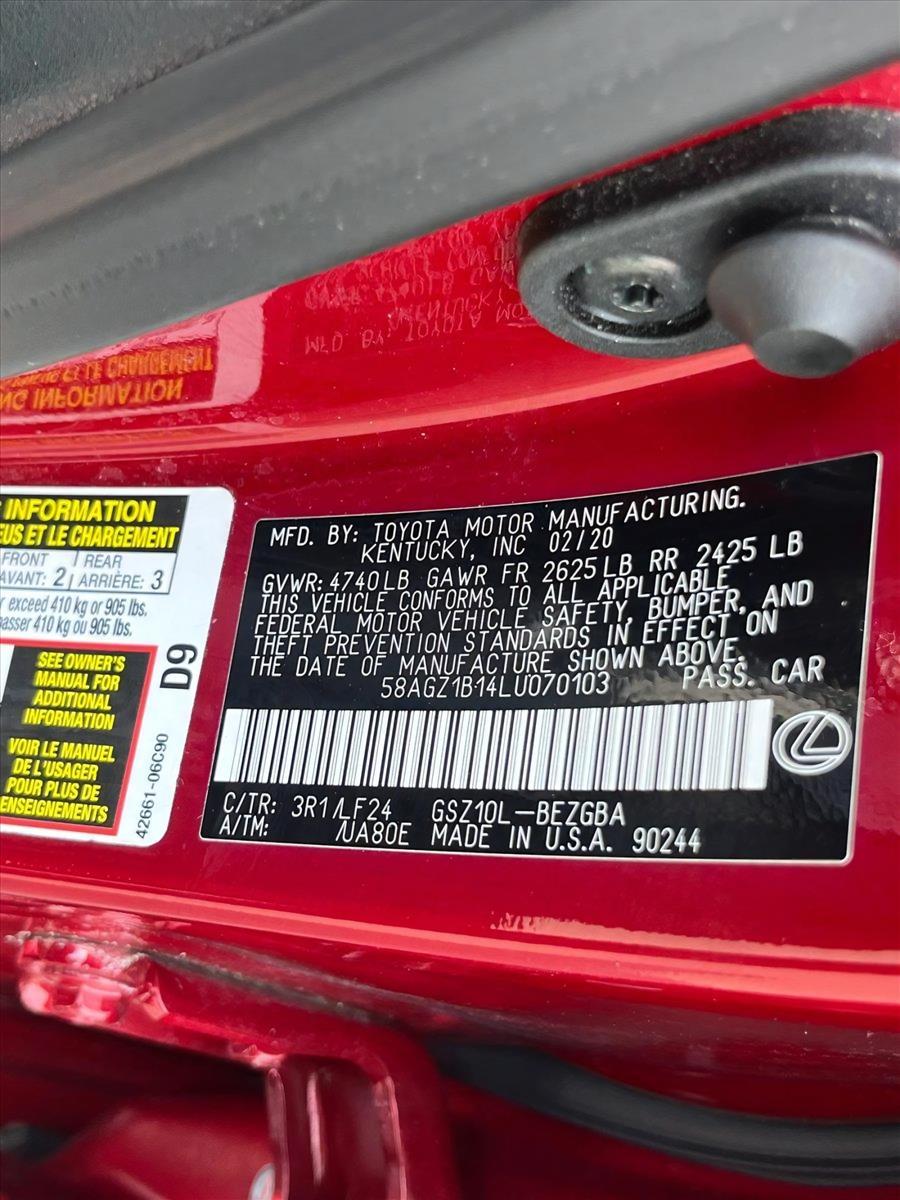 INFORMATION
EUS ET LE CHARGEMENT
FRONT REAR
AVANT: 2 ARRIÈRE: 3
exceed 410 kg or 905 lbs.
passer 410 kg ou 905 lbs.
SEE OWNER'S
MANUAL FOR
ADDITIONAL
INFORMATION
VOIR LE MANUEL
DE L'USAGER
POUR PLUS DE
ENSEIGNEMENTS
D9
42661-06C90
MFD. BY: TOYOTA MOTOR MANUFACTURING.
KENTUCKY, INC 02/20
GVWR: 4740LB GAWR FR 2625LB RR 2425 LB
THIS VEHICLE CONFORMS TO ALL APPLICABLE
FEDERAL MOTOR VEHICLE SAFETY, BUMPER, AND
THEFT PREVENTION STANDARDS IN EFFECT ON
THE DATE OF MANUFACTURE SHOWN ABOVE.
58AGZ1B14LU070103 PASS. CAR
C/TR: 3R1/LF24 GSZ10L-BEZGBA
A/TM: /UA80E MADE IN U.S.A. 90244